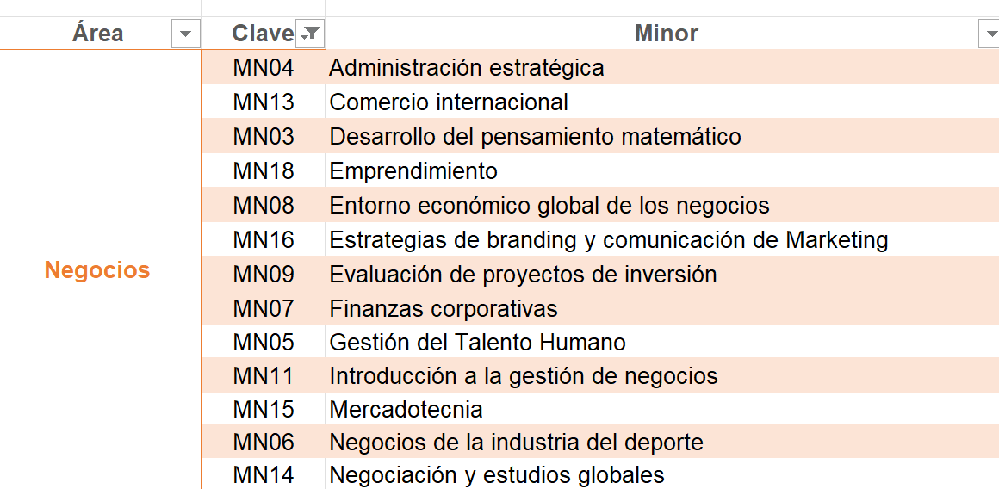 Área Clave Minor
MN04 Administración estratégica
MN13 Comercio internacional
MN03 Desarrollo del pensamiento matemático
MN18 Emprendimiento
MN08 Entorno económico global de los negocios
MN16 Estrategias de branding y comunicación de Marketing
Negocios MN09 Evaluación de proyectos de inversión
MN07 Finanzas corporativas
MN05 Gestión del Talento Humano
MN11 Introducción a la gestión de negocios
MN15 Mercadotecnia
MN06 Negocios de la industria del deporte
MN14 Negociación y estudios globales